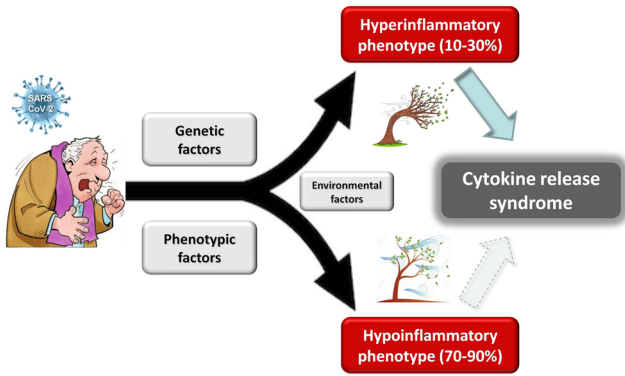 Hyperinflammatory
phenotype (10-30%)
SARS
CoV-2
Genetic
factors
Environmental
factors
Cytokine release
syndrome
Phenotypic
factors
Hypoinflammatory
phenotype (70-90%)